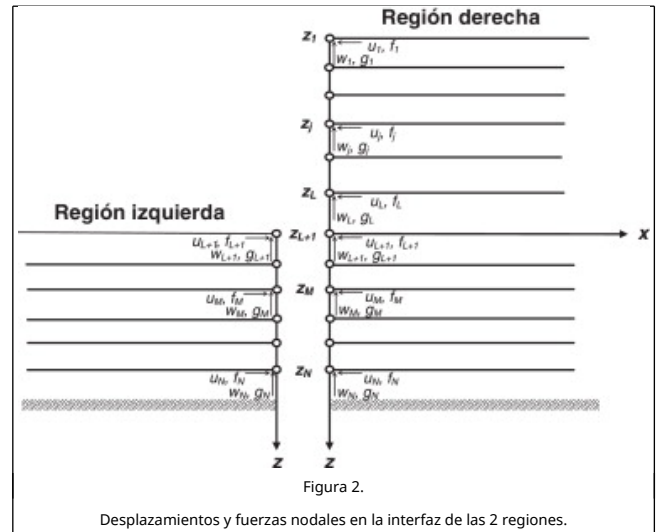 Región derecha
z1
u1, f1
w1, g1
zj
uj, fj
wj, gj
zL
uL, fL
wL, gL
Región izquierda
uL+1, fL+1
wL+1, gL+1
zL+1
uL+1, fL+1
wL+1, gL+1
x
uM, fM
wM, gM
zM
uM, fM
wM, gM
uN, fN
wN, gN
zN
uN, fN
wN, gN
z
z
Figura 2.
Desplazamientos y fuerzas nodales en la interfaz de las 2 regiones.